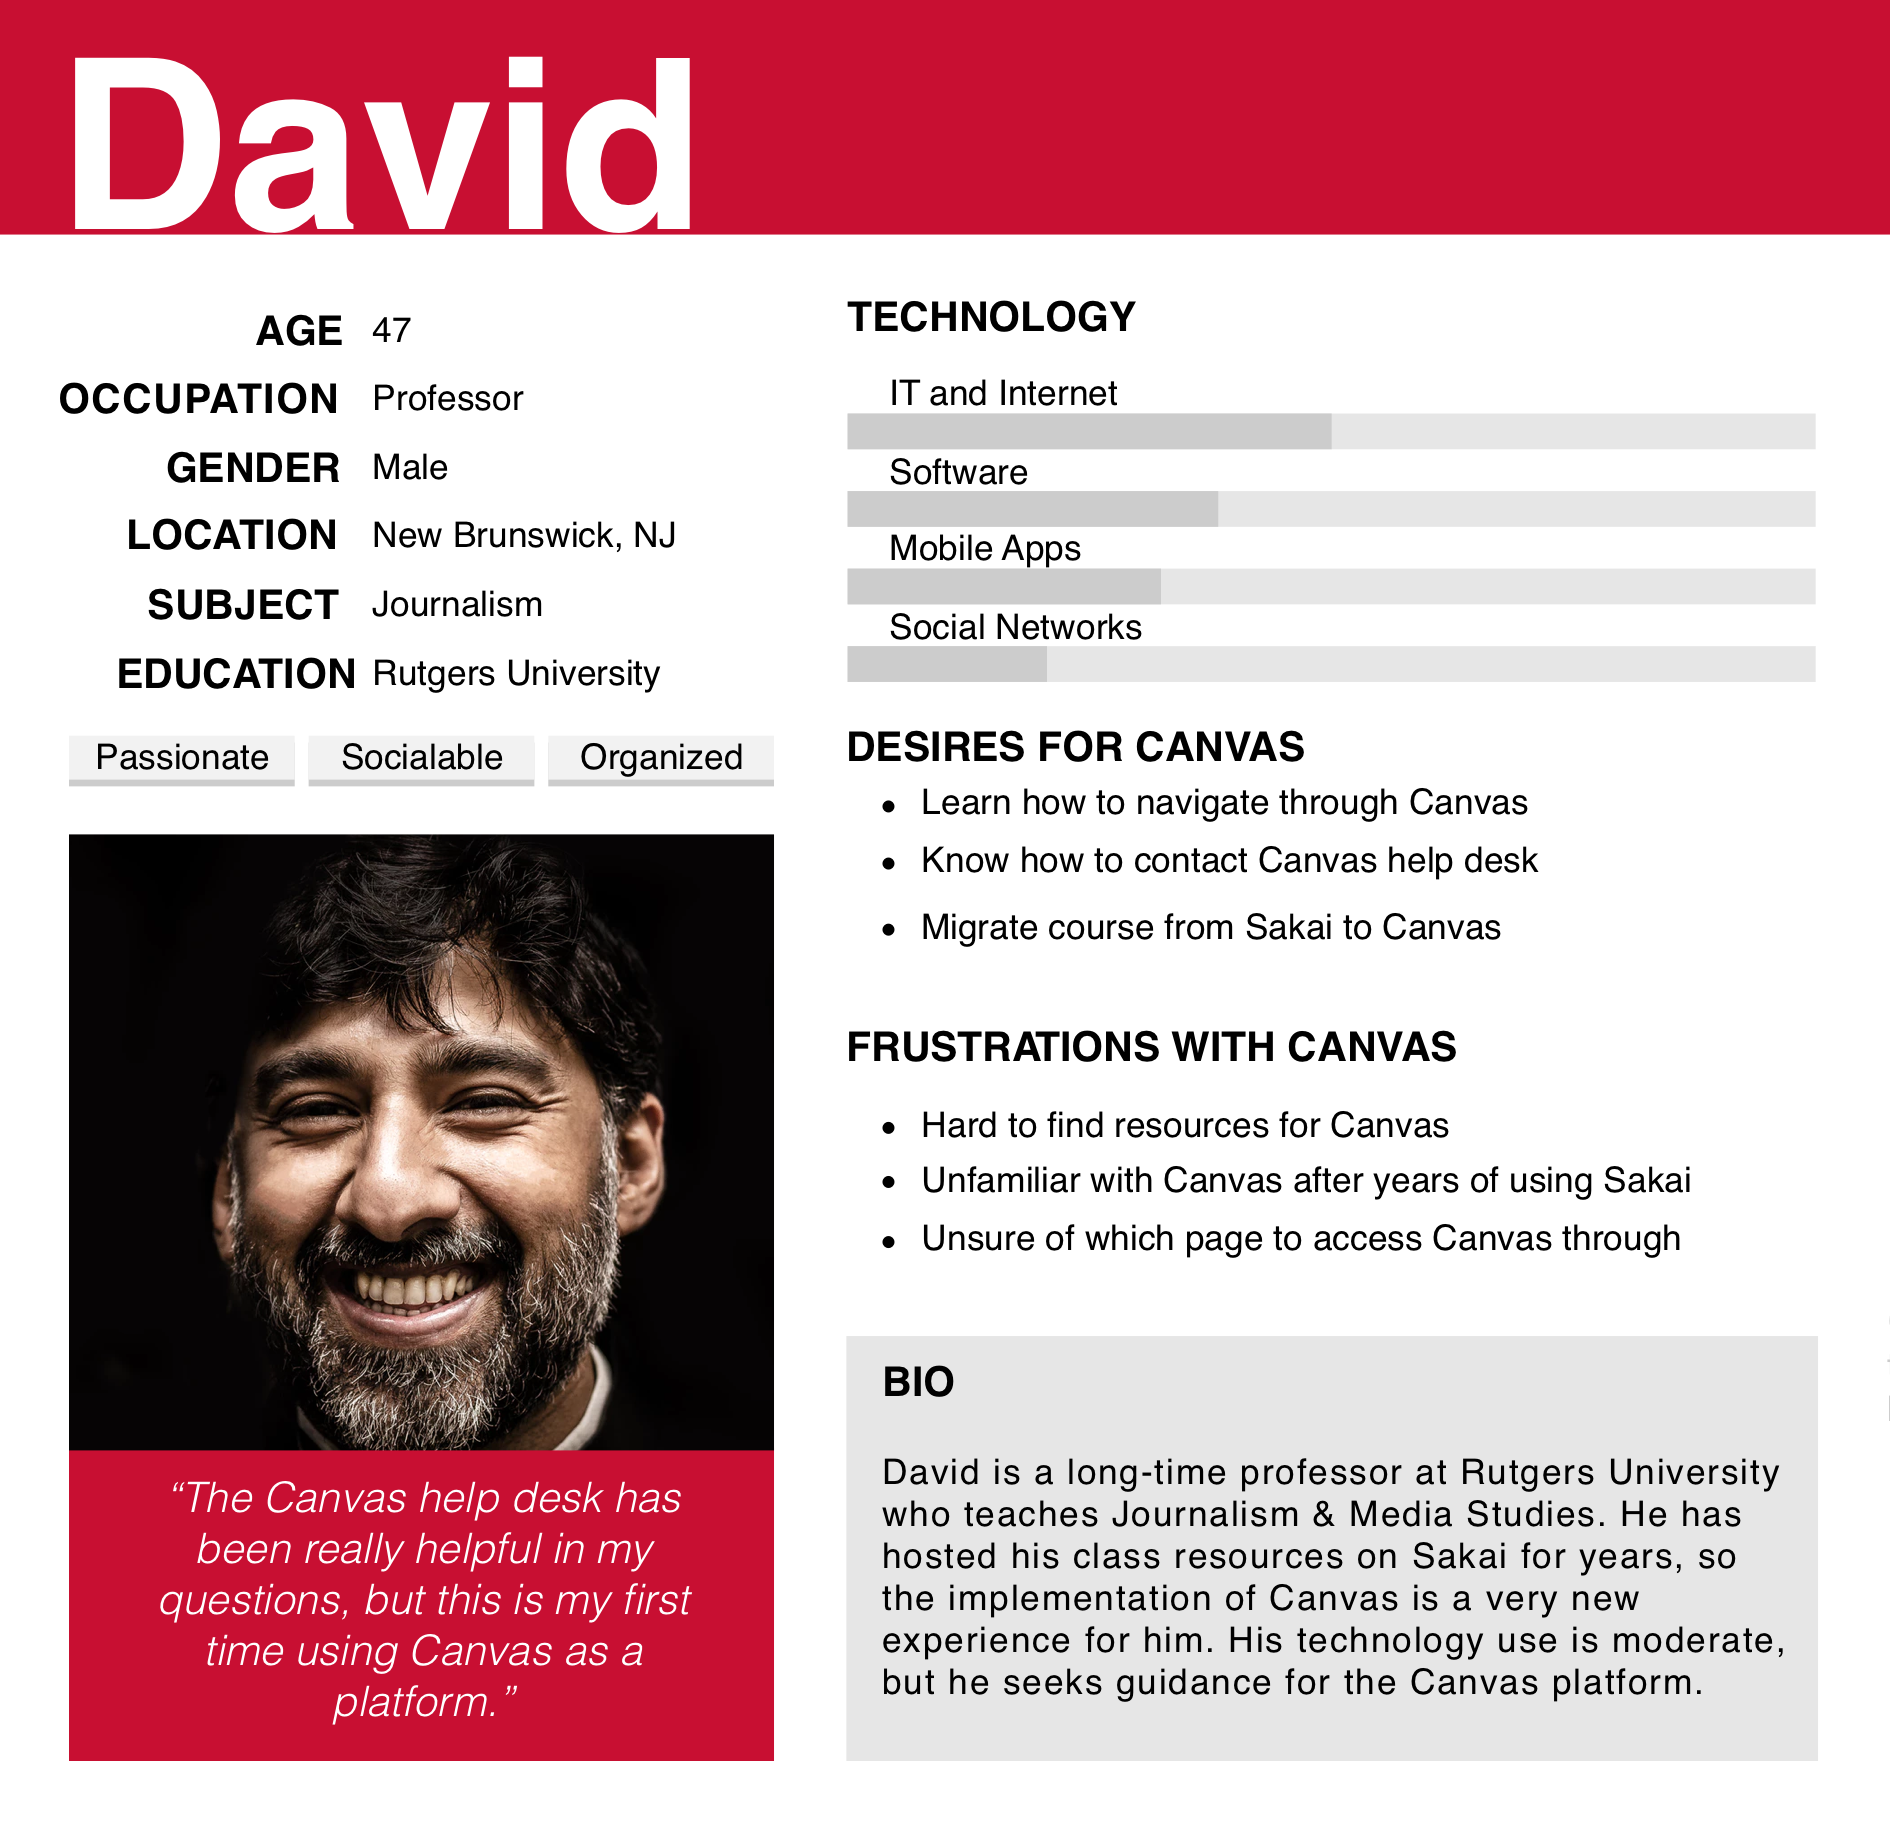 David
AGE 47
OCCUPATION Professor
GENDER Male
LOCATION New Brunswick, NJ
SUBJECT Journalism
EDUCATION Rutgers University
Passionate Socialable Organized
“The Canvas help desk has
been really helpful in my
questions, but this is my first
time using Canvas as a
platform.”
TECHNOLOGY
IT and Internet
Software
Mobile Apps
Social Networks
DESIRES FOR CANVAS
• Learn how to navigate through Canvas
• Know how to contact Canvas help desk
• Migrate course from Sakai to Canvas
FRUSTRATIONS WITH CANVAS
• Hard to find resources for Canvas
• Unfamiliar with Canvas after years of using Sakai
• Unsure of which page to access Canvas through
BIO
David is a long-time professor at Rutgers University
who teaches Journalism & Media Studies. He has
hosted his class resources on Sakai for years, so
the implementation of Canvas is a very new
experience for him. His technology use is moderate,
but he seeks guidance for the Canvas platform.